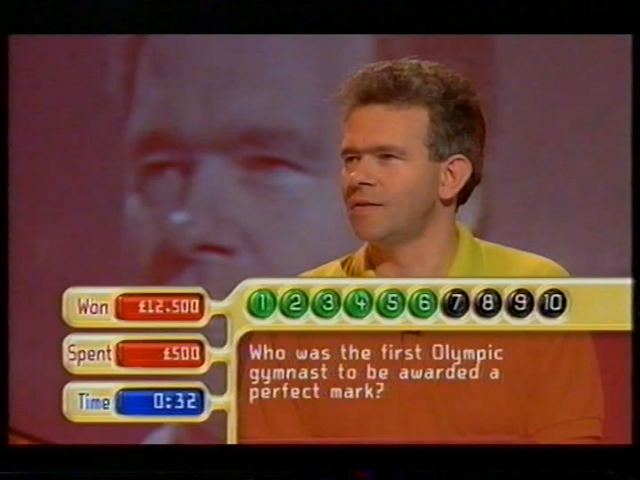 Won £12.500
1 2 3 4 5 6 7 8 9 10
Spent £500
Time 0:32
Who was the first Olympic
gymnast to be awarded a
perfect mark?